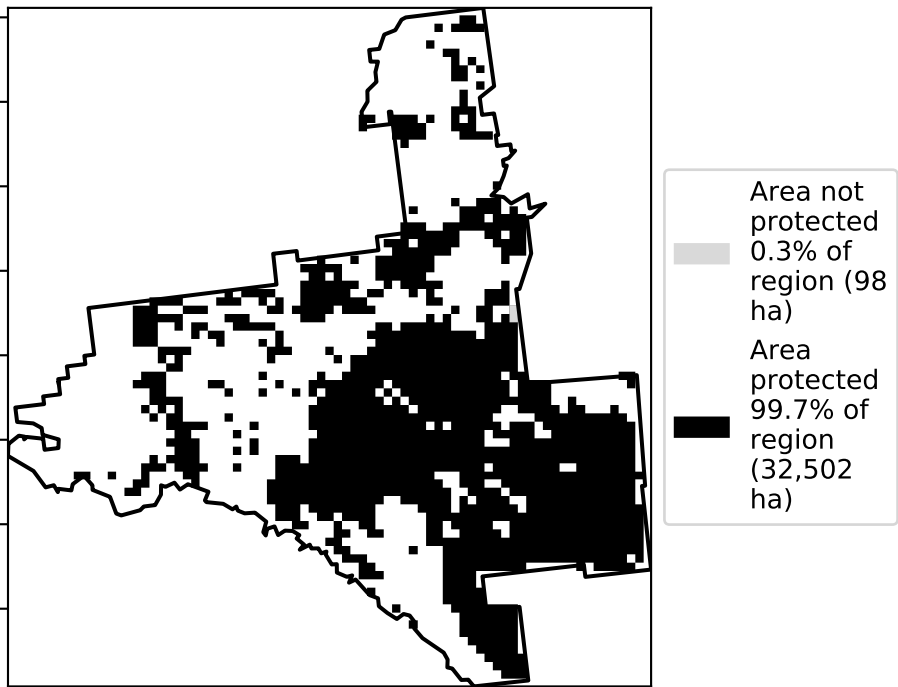 Area not
protected
0.3% of
region (98
ha)
Area
protected
99.7% of
region
(32,502
ha)